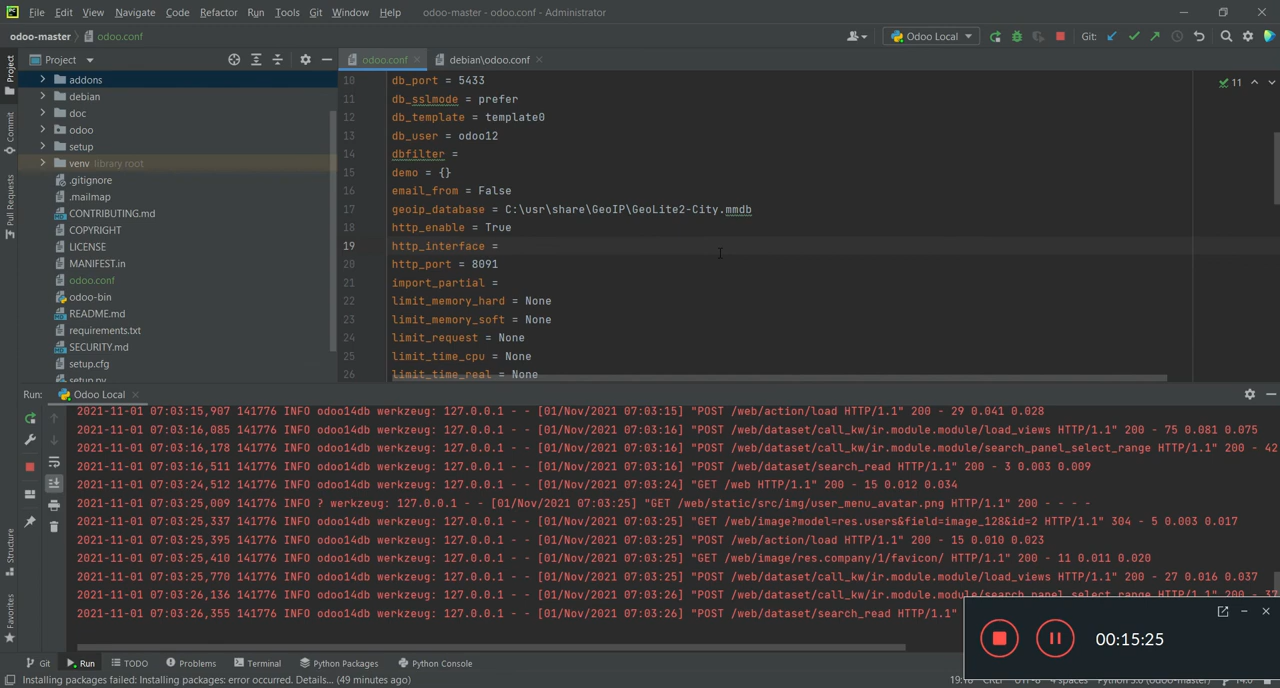 File Edit View Navigate Code Refactor Run Tools Git Window Help odoo-master - odoo.conf - Administrator
odoo-master odoo.conf Odoo Local Git:
Project odoo.conf debian\odoo.conf
Project
Commit
Pull Requests
Structure
Favorites
addons
debian
doc
odoo
setup
venv library root
.gitignore
.mailmap
CONTRIBUTING.md
COPYRIGHT
LICENSE
MANIFEST.in
odoo.conf
odoo-bin
README.md
requirements.txt
SECURITY.md
setup.cfg
setup.py
11
10 db_port = 5433
11 db_sslmode = prefer
12 db_template = template0
13 db_user = odoo12
14 dbfilter =
15 demo = {}
16 email_from = False
17 geoip_database = C:\usr\share\GeoIP\GeoLite2-City.mmdb
18 http_enable = True
19 http_interface =
20 http_port = 8091
21 import_partial =
22 limit_memory_hard = None
23 limit_memory_soft = None
24 limit_request = None
25 limit_time_cpu = None
26 limit_time_real = None
Run: Odoo Local
2021-11-01 07:03:15,907 141776 INFO odoo14db werkzeug: 127.0.0.1 - - [01/Nov/2021 07:03:15] "POST /web/action/load HTTP/1.1" 200 - 29 0.041 0.028
2021-11-01 07:03:16,085 141776 INFO odoo14db werkzeug: 127.0.0.1 - - [01/Nov/2021 07:03:16] "POST /web/dataset/call_kw/ir.module.module/load_views HTTP/1.1" 200 - 75 0.081 0.075
2021-11-01 07:03:16,178 141776 INFO odoo14db werkzeug: 127.0.0.1 - - [01/Nov/2021 07:03:16] "POST /web/dataset/call_kw/ir.module.module/search_panel_select_range HTTP/1.1" 200 - 42
2021-11-01 07:03:16,511 141776 INFO odoo14db werkzeug: 127.0.0.1 - - [01/Nov/2021 07:03:16] "POST /web/dataset/search_read HTTP/1.1" 200 - 3 0.003 0.009
2021-11-01 07:03:24,512 141776 INFO odoo14db werkzeug: 127.0.0.1 - - [01/Nov/2021 07:03:24] "GET /web HTTP/1.1" 200 - 15 0.012 0.034
2021-11-01 07:03:25,009 141776 INFO ? werkzeug: 127.0.0.1 - - [01/Nov/2021 07:03:25] "GET /web/static/src/img/user_menu_avatar.png HTTP/1.1" 200 - - - -
2021-11-01 07:03:25,337 141776 INFO odoo14db werkzeug: 127.0.0.1 - - [01/Nov/2021 07:03:25] "GET /web/image?model=res.users&field=image_128&id=2 HTTP/1.1" 304 - 5 0.003 0.017
2021-11-01 07:03:25,395 141776 INFO odoo14db werkzeug: 127.0.0.1 - - [01/Nov/2021 07:03:25] "POST /web/action/load HTTP/1.1" 200 - 15 0.010 0.023
2021-11-01 07:03:25,410 141776 INFO odoo14db werkzeug: 127.0.0.1 - - [01/Nov/2021 07:03:25] "GET /web/image/res.company/1/favicon/ HTTP/1.1" 200 - 11 0.011 0.020
2021-11-01 07:03:25,770 141776 INFO odoo14db werkzeug: 127.0.0.1 - - [01/Nov/2021 07:03:25] "POST /web/dataset/call_kw/ir.module.module/load_views HTTP/1.1" 200 - 27 0.016 0.037
2021-11-01 07:03:26,136 141776 INFO odoo14db werkzeug: 127.0.0.1 - - [01/Nov/2021 07:03:26] "POST /web/dataset/call_kw/ir.module.module/search_panel_select_range HTTP/1.1" 200 - 37
2021-11-01 07:03:26,355 141776 INFO odoo14db werkzeug: 127.0.0.1 - - [01/Nov/2021 07:03:26] "POST /web/dataset/search_read HTTP/1.1"
00:15:25
Git Run TODO Problems Terminal Python Packages Python Console
Installing packages failed: Installing packages: error occurred. Details... (49 minutes ago) CRLF UTF-8 4 spaces (odoo-master)